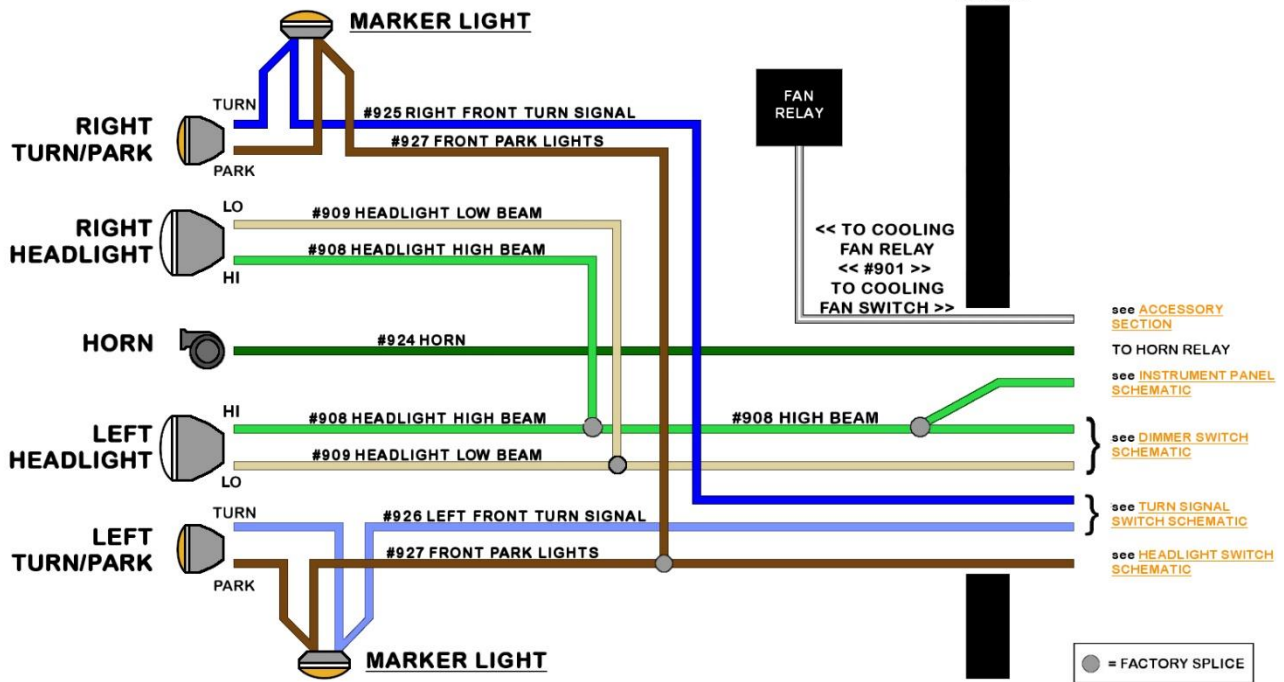 MARKER LIGHT
TURN
RIGHT
TURN/PARK
PARK
#925 RIGHT FRONT TURN SIGNAL
#927 FRONT PARK LIGHTS
FAN
RELAY
LO
RIGHT
HEADLIGHT
HI
#909 HEADLIGHT LOW BEAM
#908 HEADLIGHT HIGH BEAM
<< TO COOLING
FAN RELAY
<< #901 >>
TO COOLING
FAN SWITCH >>
see ACCESSORY
SECTION
HORN
#924 HORN
TO HORN RELAY
see INSTRUMENT PANEL
SCHEMATIC
HI
LEFT
HEADLIGHT
LO
#908 HEADLIGHT HIGH BEAM
#908 HIGH BEAM
#909 HEADLIGHT LOW BEAM
see DIMMER SWITCH
SCHEMATIC
TURN
LEFT
TURN/PARK
PARK
#926 LEFT FRONT TURN SIGNAL
#927 FRONT PARK LIGHTS
see TURN SIGNAL
SWITCH SCHEMATIC
see HEADLIGHT SWITCH
SCHEMATIC
MARKER LIGHT
= FACTORY SPLICE